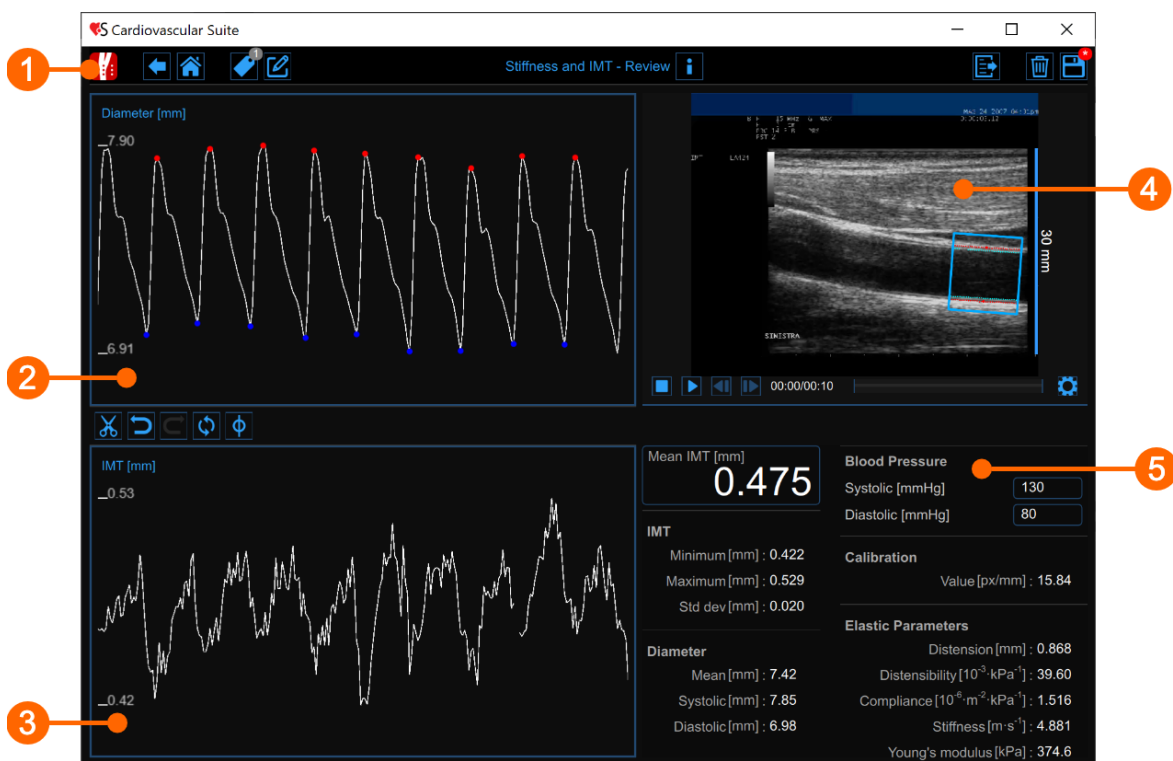 Cardiovascular Suite
1
1
Stiffness and IMT - Review
Diameter [mm]
7.90
6.91
2
SINISTRA
30 mm
4
00:00/00:10
IMT [mm]
0.53
0.42
3
Mean IMT [mm]
0.475
IMT
Minimum [mm] : 0.422
Maximum [mm] : 0.529
Std dev [mm] : 0.020
Diameter
Mean [mm] : 7.42
Systolic [mm] : 7.85
Diastolic [mm] : 6.98
Blood Pressure
5
Systolic [mmHg] 130
Diastolic [mmHg] 80
Calibration
Value [px/mm] : 15.84
Elastic Parameters
Distension [mm] : 0.868
Distensibility [10⁻³·kPa⁻¹] : 39.60
Compliance [10⁻⁶·m⁻²·kPa⁻¹] : 1.516
Stiffness [m·s⁻¹] : 4.881
Young's modulus [kPa] : 374.6